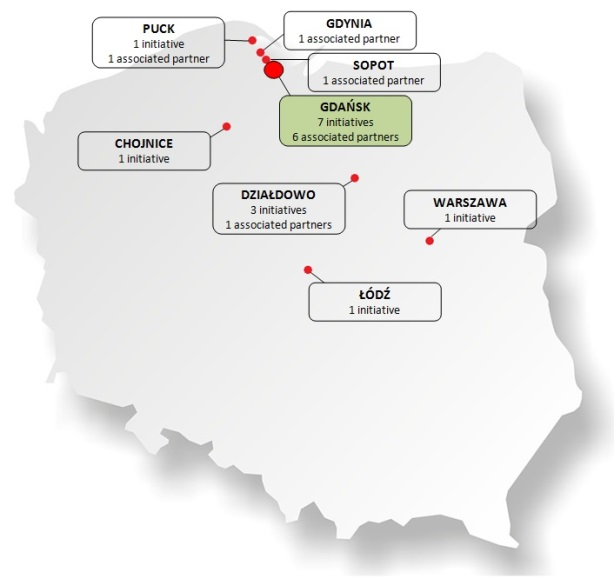 PUCK
1 initiative
1 associated partner
GDYNIA
1 associated partner
SOPOT
1 associated partner
GDAŃSK
7 initiatives
6 associated partners
CHOJNICE
1 initiative
DZIAŁDOWO
3 initiatives
1 associated partners
WARSZAWA
1 initiative
ŁÓDŹ
1 initiative